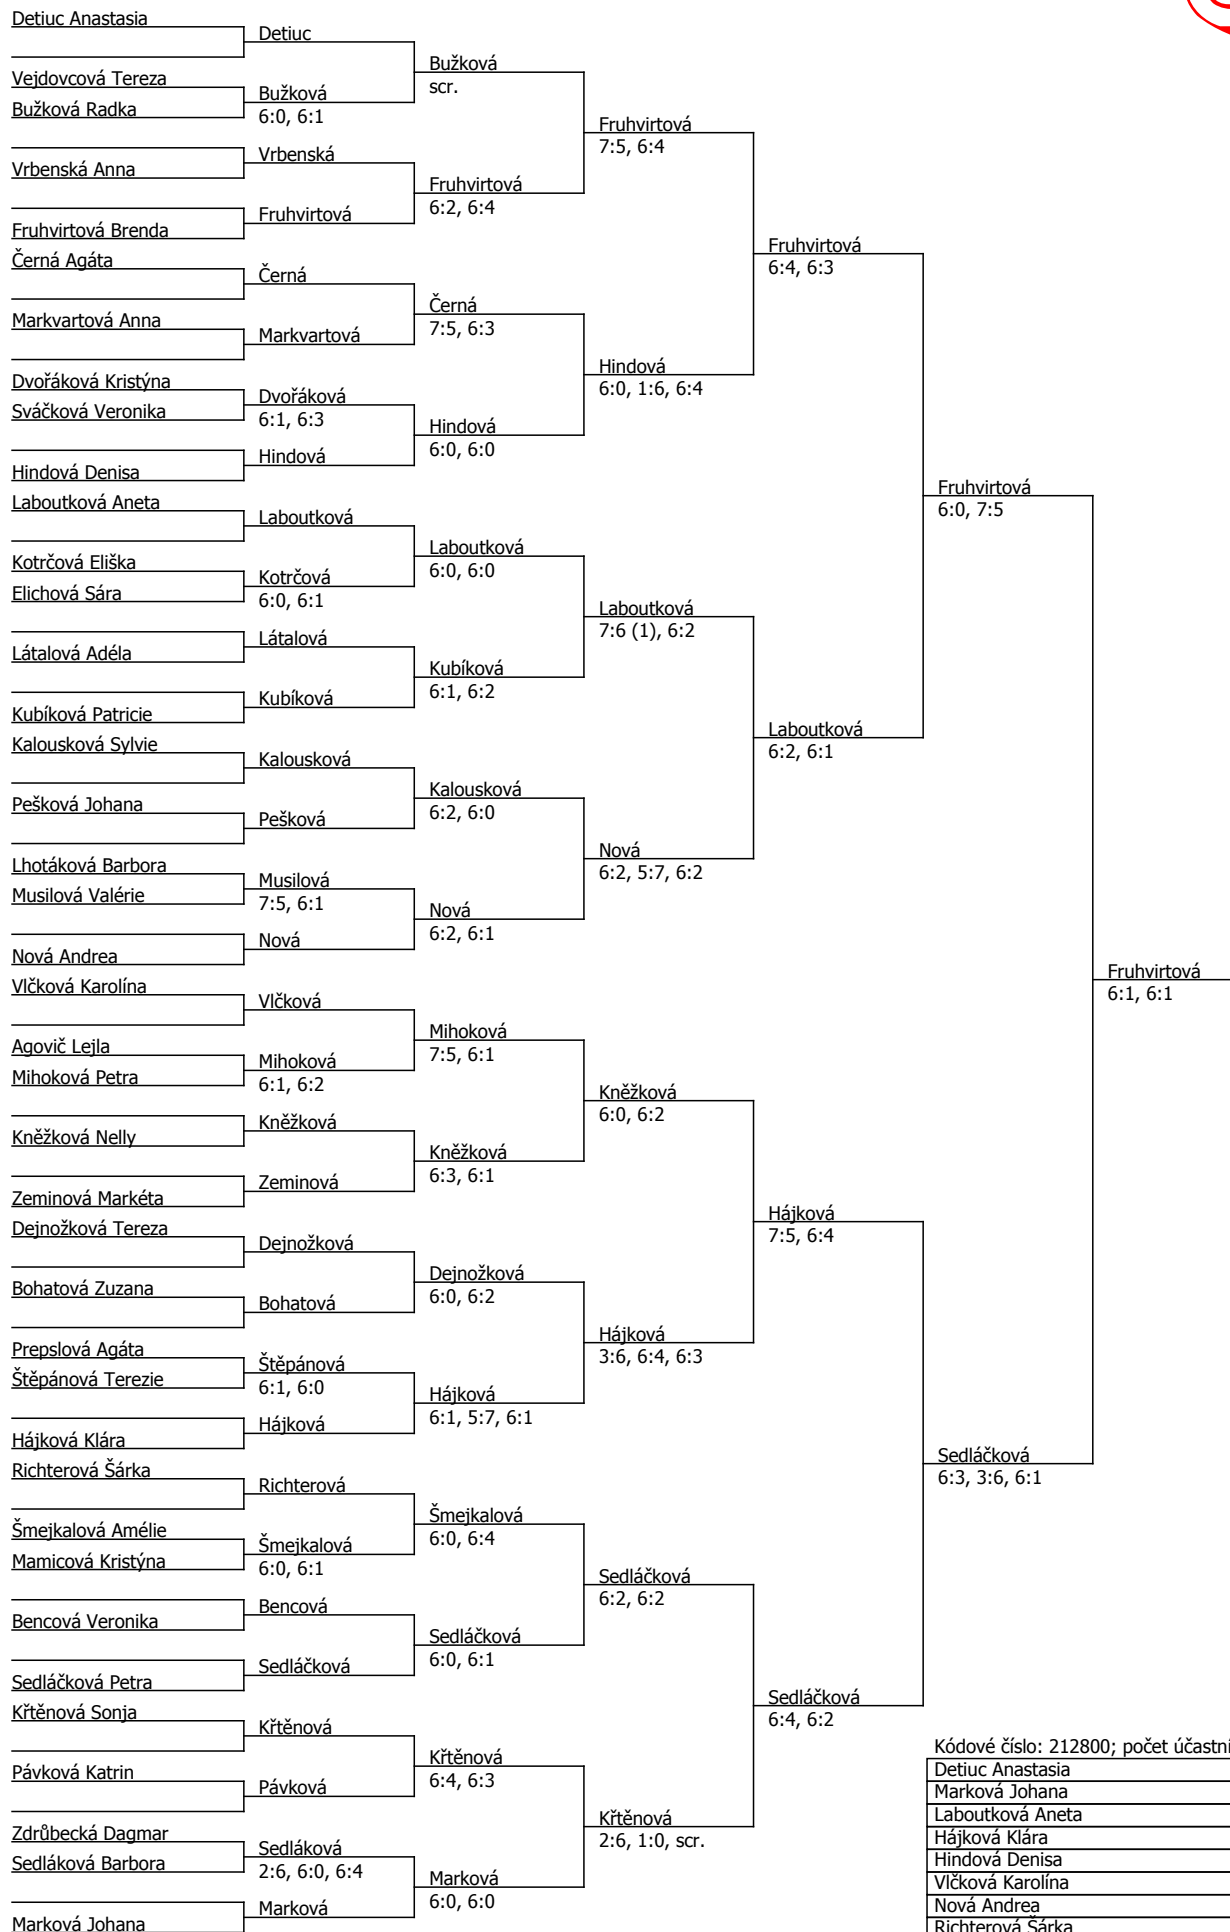 Detiuc Anastasia
Vejdovcová Tereza
Bužková Radka
Vrbenská Anna
Fruhvirtová Brenda
Černá Agáta
Markvartová Anna
Dvořáková Kristýna
Sváčková Veronika
Hindová Denisa
Laboutková Aneta
Kotrčová Eliška
Elichová Sára
Látalová Adéla
Kubíková Patricie
Kalousková Sylvie
Pešková Johana
Lhotáková Barbora
Musilová Valérie
Nová Andrea
Vlčková Karolína
Agovič Lejla
Mihoková Petra
Kněžková Nelly
Zeminová Markéta
Dejnožková Tereza
Bohatová Zuzana
Prepslová Agáta
Štěpánová Terezie
Hájková Klára
Richterová Šárka
Šmejkalová Amélie
Mamicová Kristýna
Bencová Veronika
Sedláčková Petra
Křtěnová Sonja
Pávková Katrin
Zdrůbecká Dagmar
Sedláková Barbora
Marková Johana
Detiuc
Bužková
6:0, 6:1
Vrbenská
Fruhvirtová
Černá
Markvartová
Dvořáková
6:1, 6:3
Hindová
Laboutková
Kotrčová
6:0, 6:1
Látalová
Kubíková
Kalousková
Pešková
Musilová
7:5, 6:1
Nová
Vlčková
Mihoková
6:1, 6:2
Kněžková
Zeminová
Dejnožková
Bohatová
Štěpánová
6:1, 6:0
Hájková
Richterová
Šmejkalová
6:0, 6:1
Bencová
Sedláčková
Křtěnová
Pávková
Sedláková
2:6, 6:0, 6:4
Marková
Bužková
scr.
Fruhvirtová
6:2, 6:4
Černá
7:5, 6:3
Hindová
6:0, 6:0
Laboutková
6:0, 6:0
Kubíková
6:1, 6:2
Kalousková
6:2, 6:0
Nová
6:2, 6:1
Mihoková
7:5, 6:1
Kněžková
6:3, 6:1
Dejnožková
6:0, 6:2
Hájková
6:1, 5:7, 6:1
Šmejkalová
6:0, 6:4
Sedláčková
6:0, 6:1
Křtěnová
6:4, 6:3
Marková
6:0, 6:0
Fruhvirtová
7:5, 6:4
Hindová
6:0, 1:6, 6:4
Laboutková
7:6 (1), 6:2
Nová
6:2, 5:7, 6:2
Kněžková
6:0, 6:2
Hájková
3:6, 6:4, 6:3
Sedláčková
6:2, 6:2
Křtěnová
2:6, 1:0, scr.
Fruhvirtová
6:4, 6:3
Laboutková
6:2, 6:1
Hájková
7:5, 6:4
Sedláčková
6:4, 6:2
Fruhvirtová
6:0, 7:5
Sedláčková
6:3, 3:6, 6:1
Fruhvirtová
6:1, 6:1
Kódové číslo: 212800; počet účastní
Detiuc Anastasia
Marková Johana
Laboutková Aneta
Hájková Klára
Hindová Denisa
Vlčková Karolína
Nová Andrea
Richterová Šárka